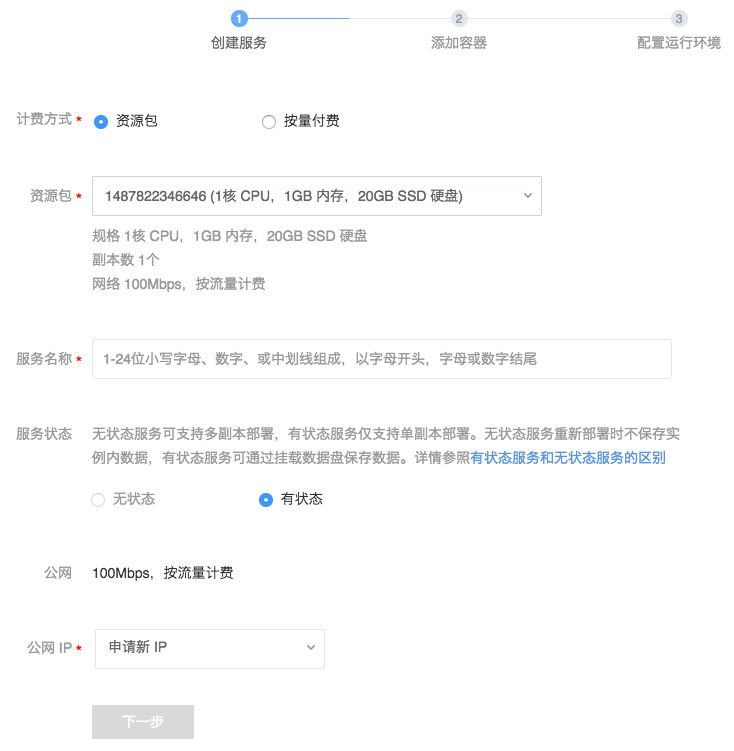 1 2 3
创建服务 添加容器 配置运行环境
计费方式* 资源包 按量付费
资源包* 1487822346646 (1核 CPU，1GB 内存，20GB SSD 硬盘)
规格 1核 CPU，1GB 内存，20GB SSD 硬盘
副本数 1个
网络 100Mbps，按流量计费
服务名称* 1-24位小写字母、数字、或中划线组成，以字母开头，字母或数字结尾
服务状态 无状态服务可支持多副本部署，有状态服务仅支持单副本部署。无状态服务重新部署时不保存实
例内数据，有状态服务可通过挂载数据盘保存数据。详情参照有状态服务和无状态服务的区别
无状态 有状态
公网 100Mbps，按流量计费
公网 IP* 申请新 IP
下一步